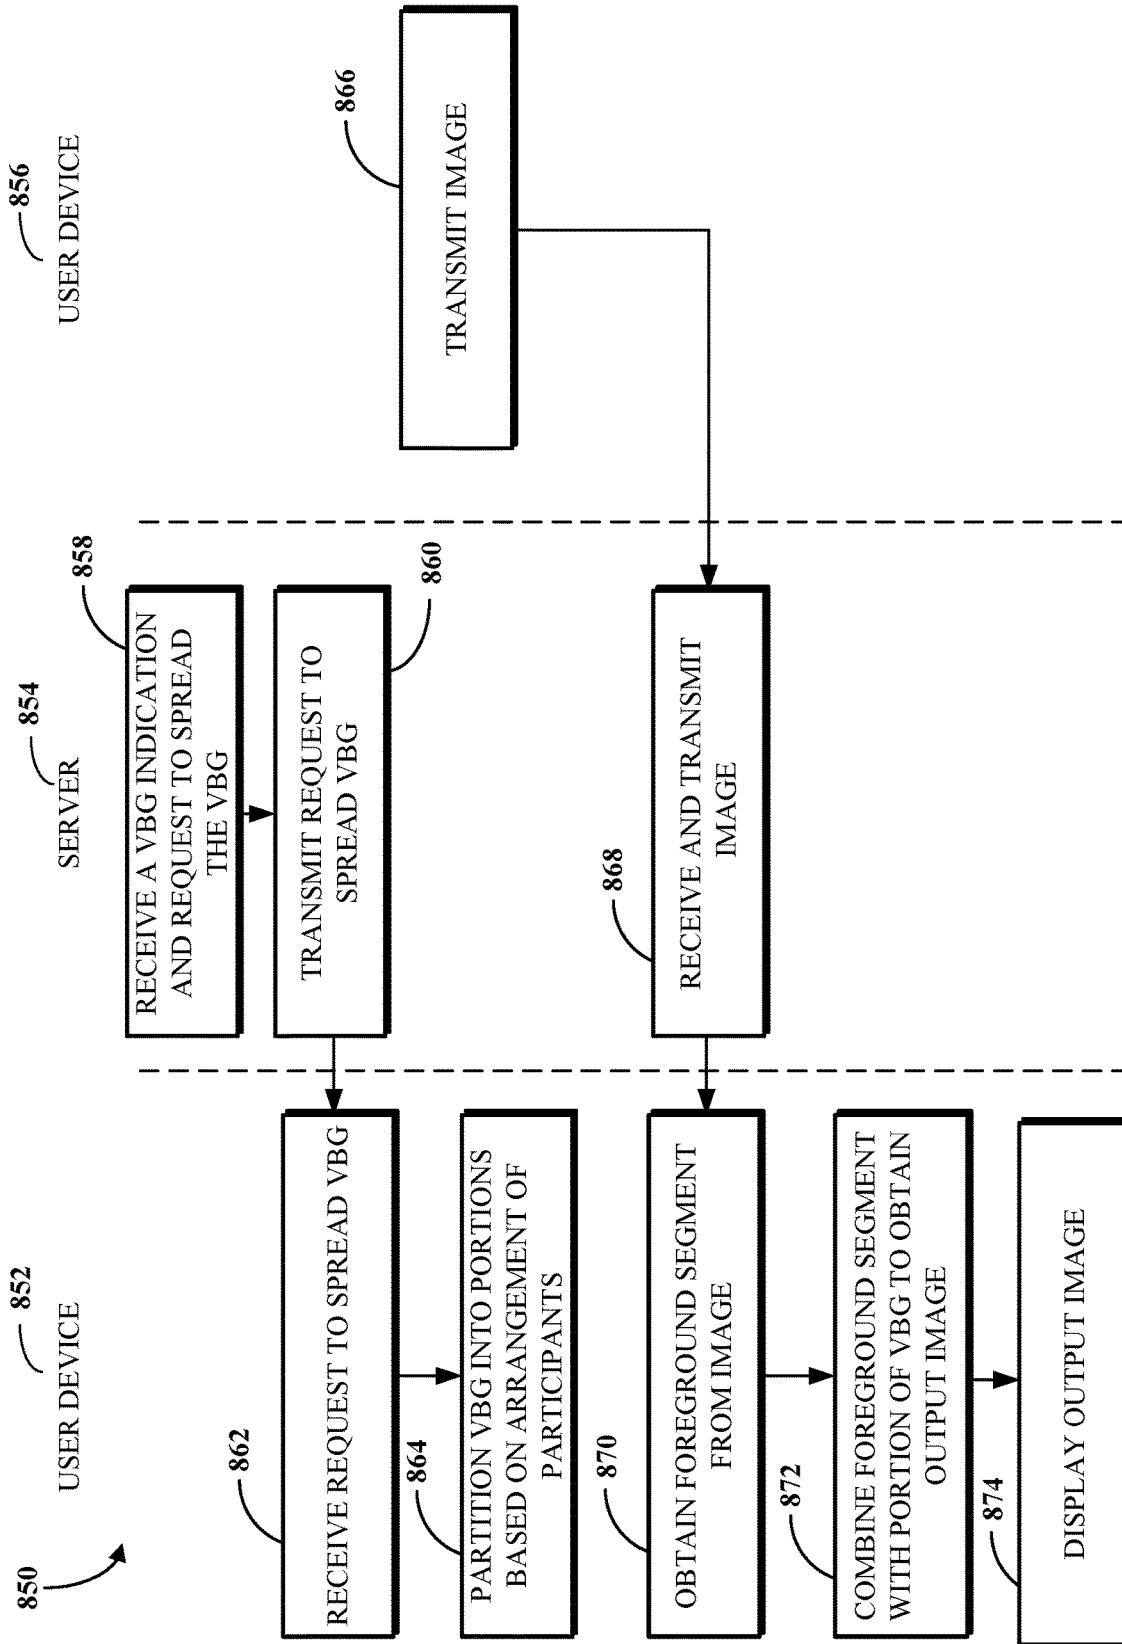 850
852
USER DEVICE
854
SERVER
856
USER DEVICE
858
RECEIVE A VBG INDICATION
AND REQUEST TO SPREAD
THE VBG
860
TRANSMIT REQUEST TO
SPREAD VBG
862
RECEIVE REQUEST TO SPREAD VBG
864
PARTITION VBG INTO PORTIONS
BASED ON ARRANGEMENT OF
PARTICIPANTS
866
TRANSMIT IMAGE
868
RECEIVE AND TRANSMIT
IMAGE
870
OBTAIN FOREGROUND SEGMENT
FROM IMAGE
872
COMBINE FOREGROUND SEGMENT
WITH PORTION OF VBG TO OBTAIN
OUTPUT IMAGE
874
DISPLAY OUTPUT IMAGE